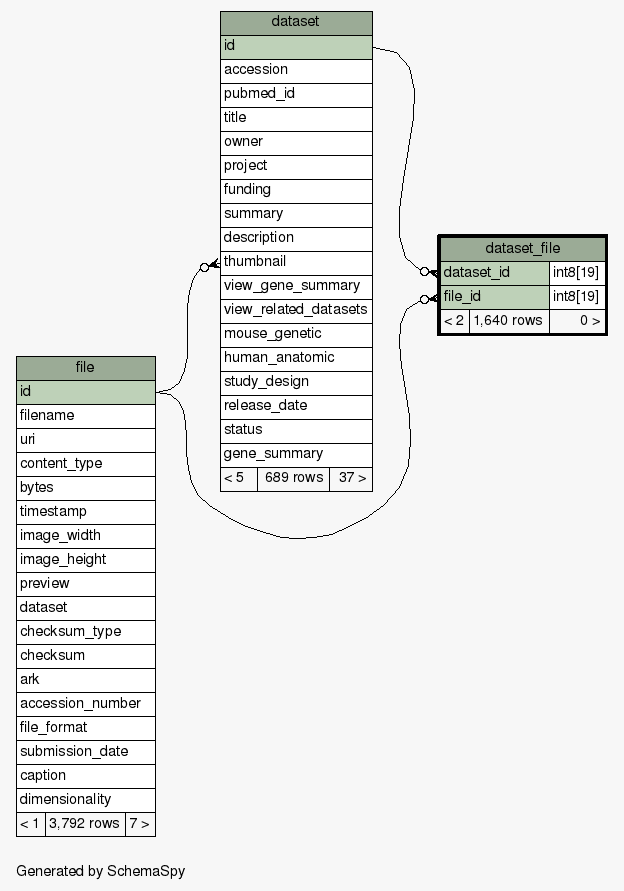 dataset
id
accession
pubmed_id
title
owner
project
funding
summary
description
thumbnail
view_gene_summary
view_related_datasets
mouse_genetic
human_anatomic
study_design
release_date
status
gene_summary
< 5 689 rows 37 >
dataset_file
dataset_id int8[19]
file_id int8[19]
< 2 1,640 rows 0 >
file
id
filename
uri
content_type
bytes
timestamp
image_width
image_height
preview
dataset
checksum_type
checksum
ark
accession_number
file_format
submission_date
caption
dimensionality
< 1 3,792 rows 7 >
Generated by SchemaSpy